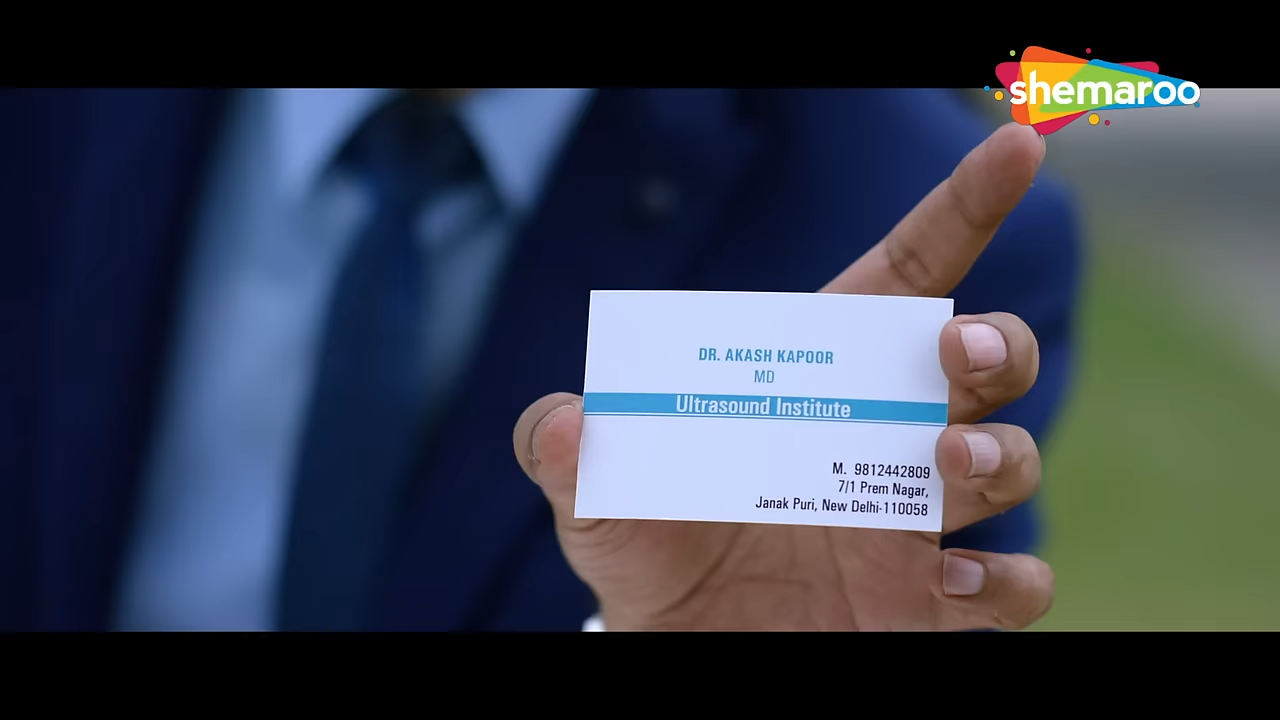 shemaroo
DR. AKASH KAPOOR
MD
Ultrasound Institute
M. 9812442809
7/1 Prem Nagar,
Janak Puri, New Delhi-110058